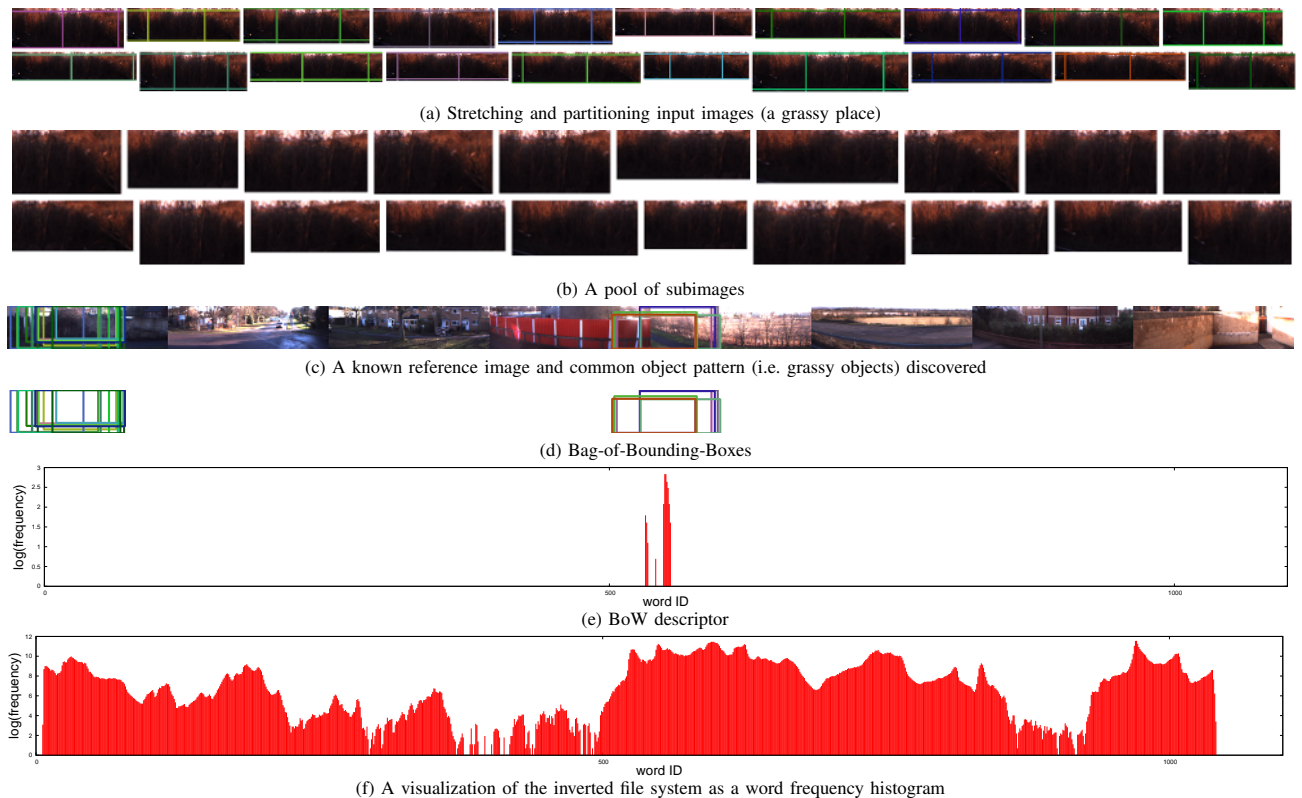 (a) Stretching and partitioning input images (a grassy place)
(b) A pool of subimages
(c) A known reference image and common object pattern (i.e. grassy objects) discovered
(d) Bag-of-Bounding-Boxes
log(frequency)
3
2.5
2
1.5
1
0.5
0
0 500 1000
word ID
(e) BoW descriptor
log(frequency)
12
10
8
6
4
2
0
0 500 1000
word ID
(f) A visualization of the inverted file system as a word frequency histogram